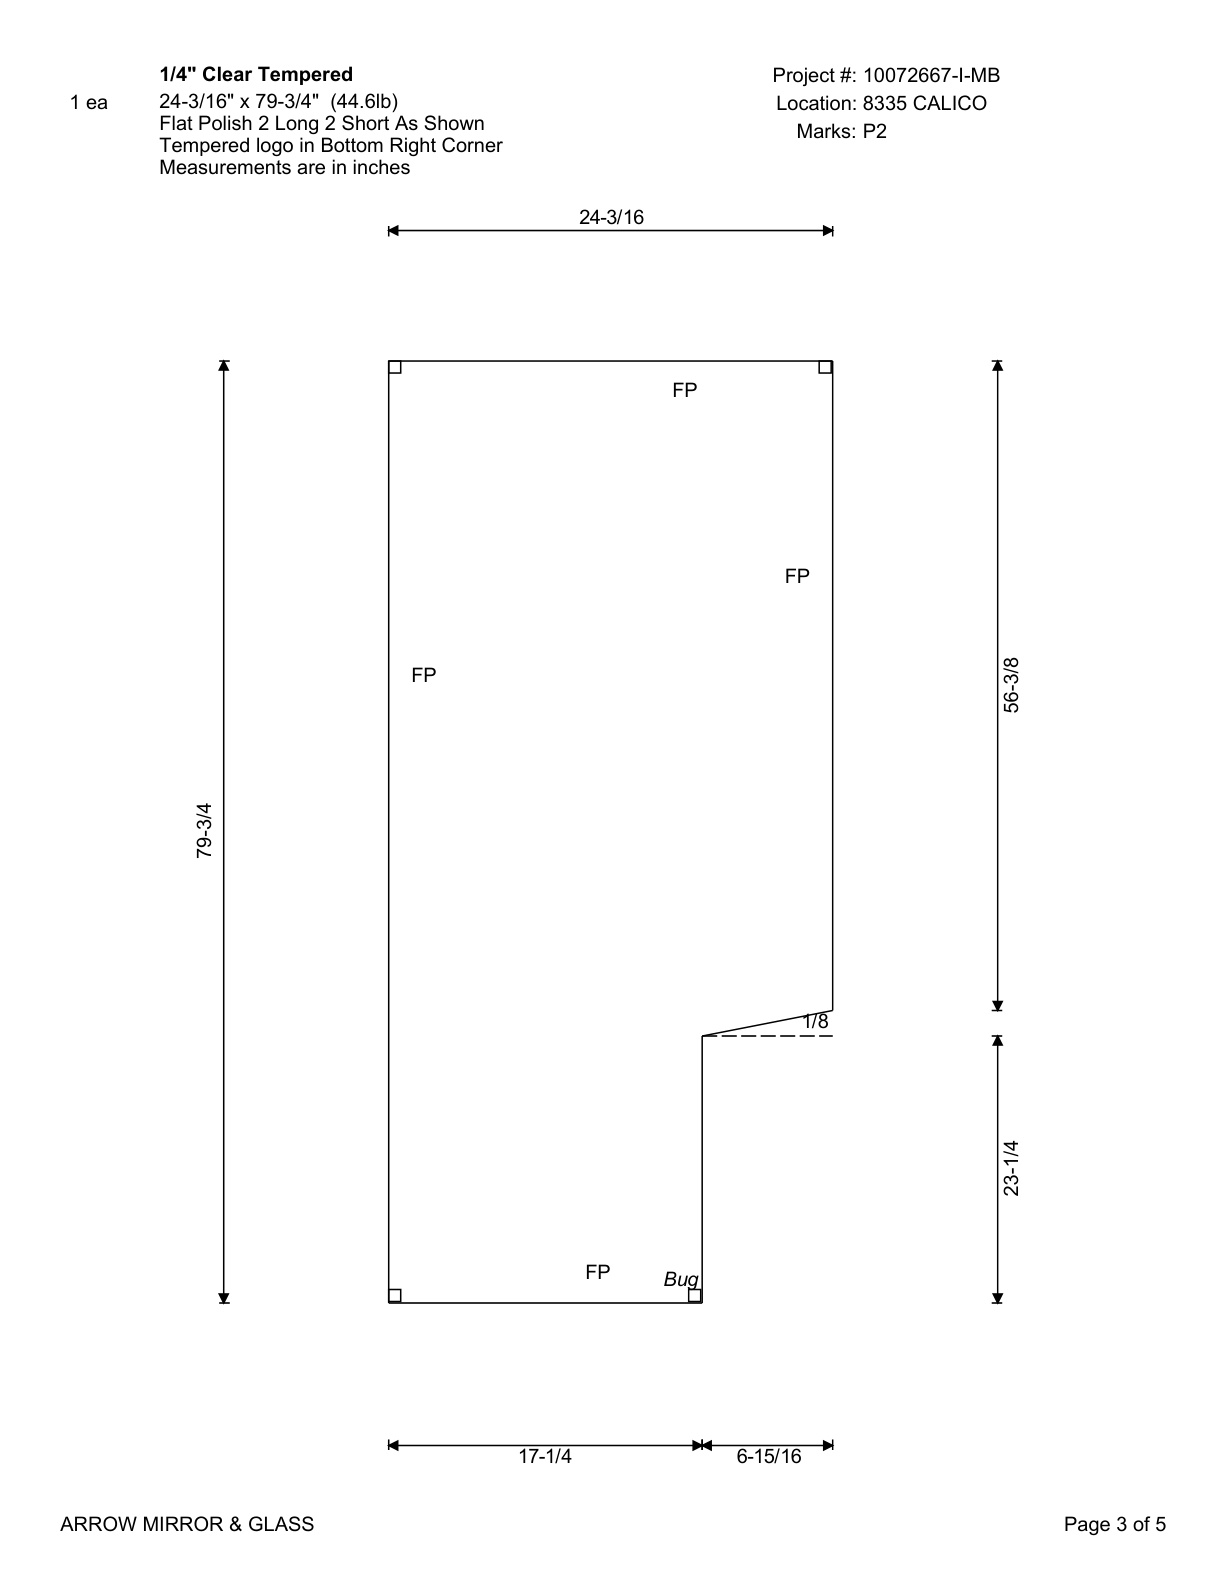 1/4" Clear Tempered
1 ea
24-3/16" x 79-3/4" (44.6lb)
Flat Polish 2 Long 2 Short As Shown
Tempered logo in Bottom Right Corner
Measurements are in inches
Project #: 10072667-I-MB
Location: 8335 CALICO
Marks: P2
24-3/16
FP
FP
FP
56-3/8
79-3/4
1/8
23-1/4
FP
Bug
17-1/4
6-15/16
ARROW MIRROR & GLASS
Page 3 of 5